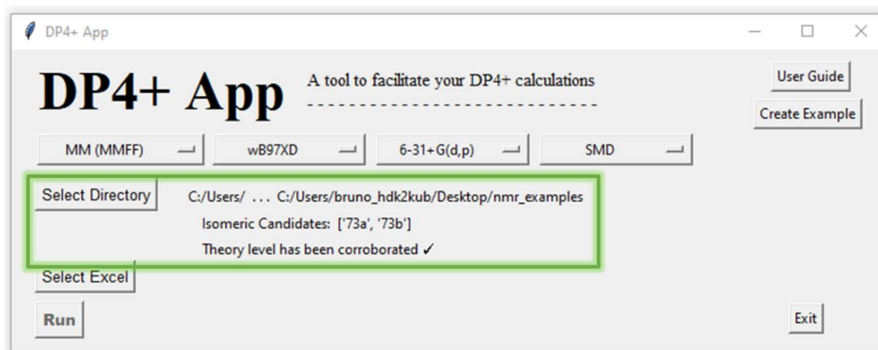 DP4+ App
DP4+ App A tool to facilitate your DP4+ calculations
- - - - - - - - - - - - - - - - - - - - - - - - - - - - -
User Guide
Create Example
MM (MMFF) wB97XD 6-31+G(d,p) SMD
Select Directory C:/Users/ ... C:/Users/bruno_hdk2kub/Desktop/nmr_examples
Isomeric Candidates: ['73a', '73b']
Theory level has been corroborated ✓
Select Excel
Run Exit